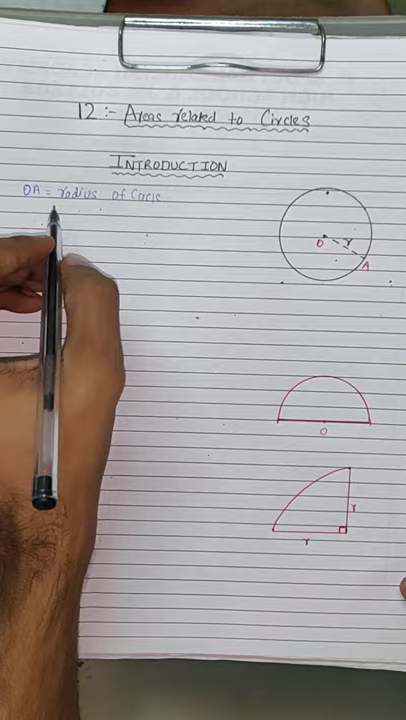 12 :- Areas related to Circles
INTRODUCTION
OA = radius of Circle
O r
A
O
r
r